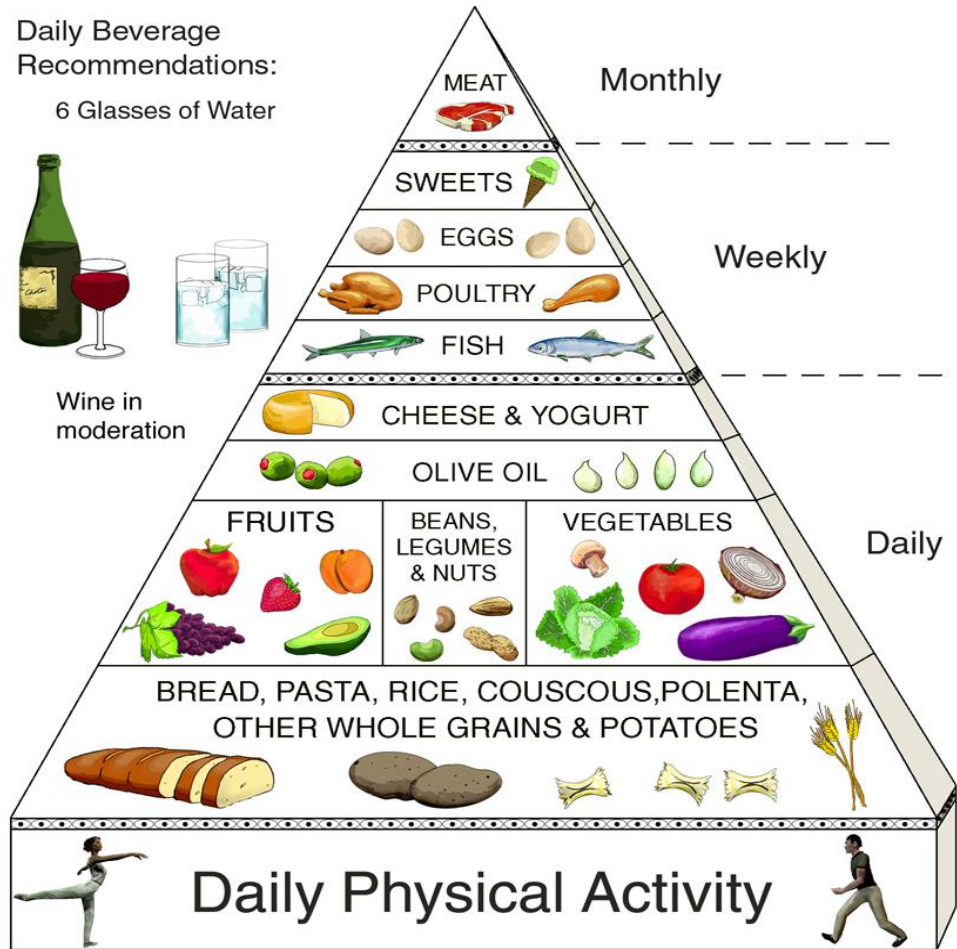 Daily Beverage
Recommendations:
6 Glasses of Water
Wine in
moderation
MEAT
Monthly
SWEETS
EGGS
Weekly
POULTRY
FISH
CHEESE & YOGURT
OLIVE OIL
FRUITS
BEANS,
LEGUMES
& NUTS
VEGETABLES
Daily
BREAD, PASTA, RICE, COUSCOUS,POLENTA,
OTHER WHOLE GRAINS & POTATOES
Daily Physical Activity